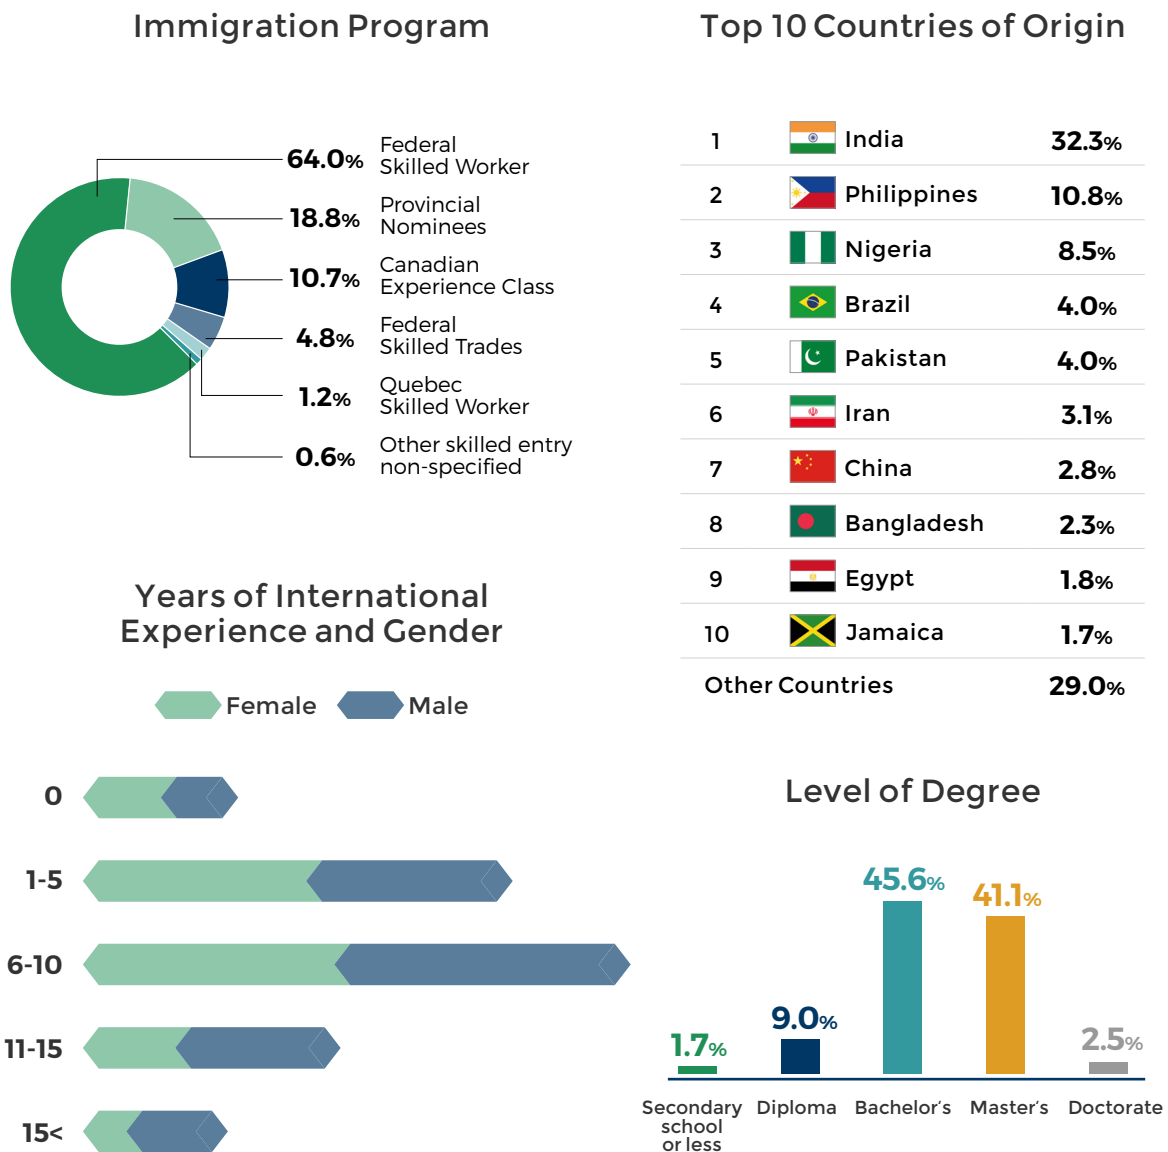 Immigration Program
64.0% Federal
Skilled Worker
18.8% Provincial
Nominees
10.7% Canadian
Experience Class
4.8% Federal
Skilled Trades
1.2% Quebec
Skilled Worker
0.6% Other skilled entry
non-specified
Top 10 Countries of Origin
1 India 32.3%
2 Philippines 10.8%
3 Nigeria 8.5%
4 Brazil 4.0%
5 Pakistan 4.0%
6 Iran 3.1%
7 China 2.8%
8 Bangladesh 2.3%
9 Egypt 1.8%
10 Jamaica 1.7%
Other Countries 29.0%
Years of International
Experience and Gender
Female Male
0
1-5
6-10
11-15
15<
Level of Degree
1.7% 9.0% 45.6% 41.1% 2.5%
Secondary Diploma Bachelor's Master's Doctorate
school
or less